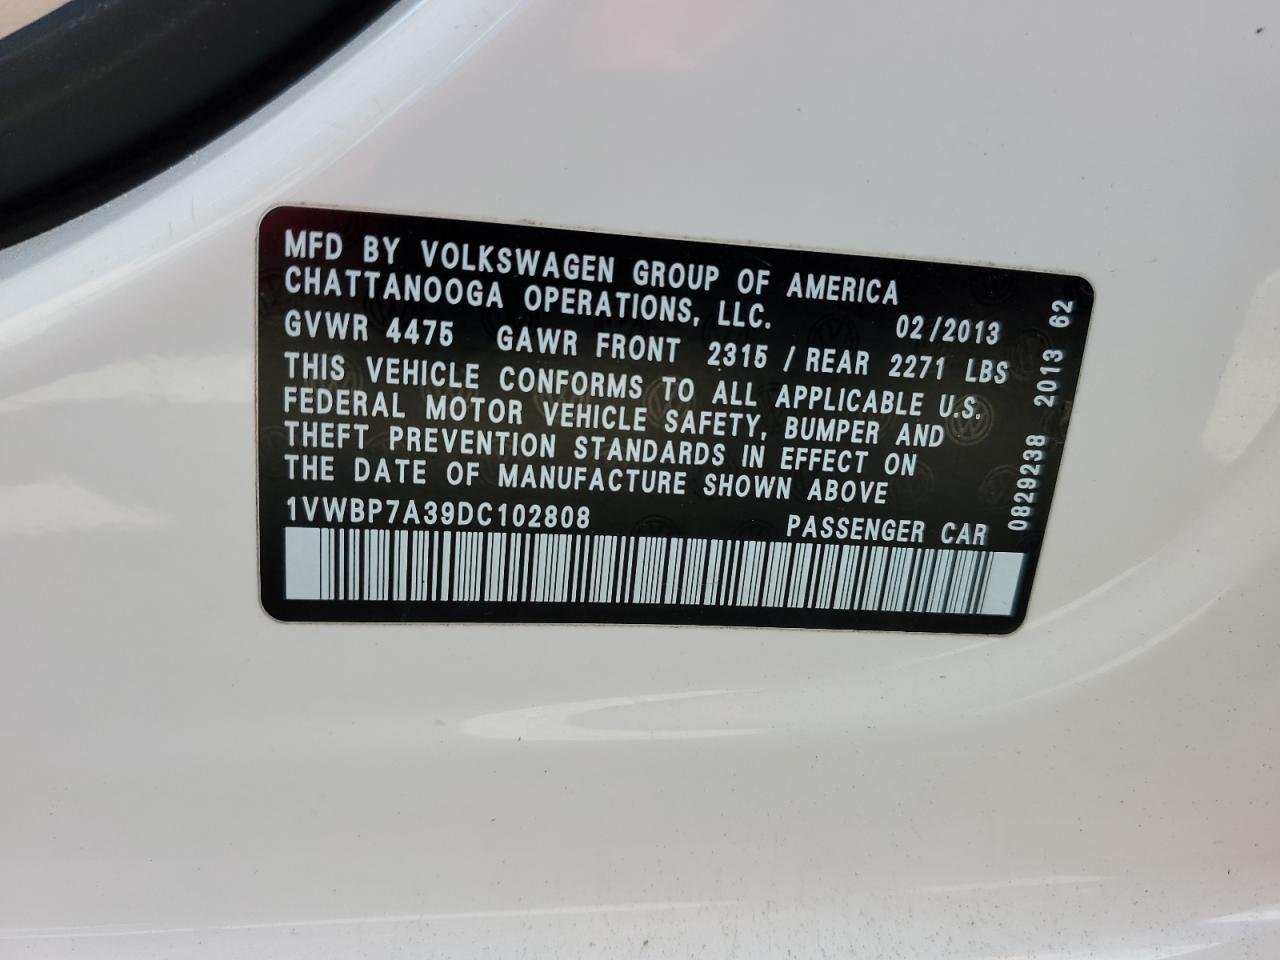 MFD BY VOLKSWAGEN GROUP OF AMERICA
CHATTANOOGA OPERATIONS, LLC. 02/2013
GVWR 4475 GAWR FRONT 2315 / REAR 2271 LBS
THIS VEHICLE CONFORMS TO ALL APPLICABLE U.S.
FEDERAL MOTOR VEHICLE SAFETY, BUMPER AND
THEFT PREVENTION STANDARDS IN EFFECT ON
THE DATE OF MANUFACTURE SHOWN ABOVE
1VWBP7A39DC102808 PASSENGER CAR
0829238 2013 62